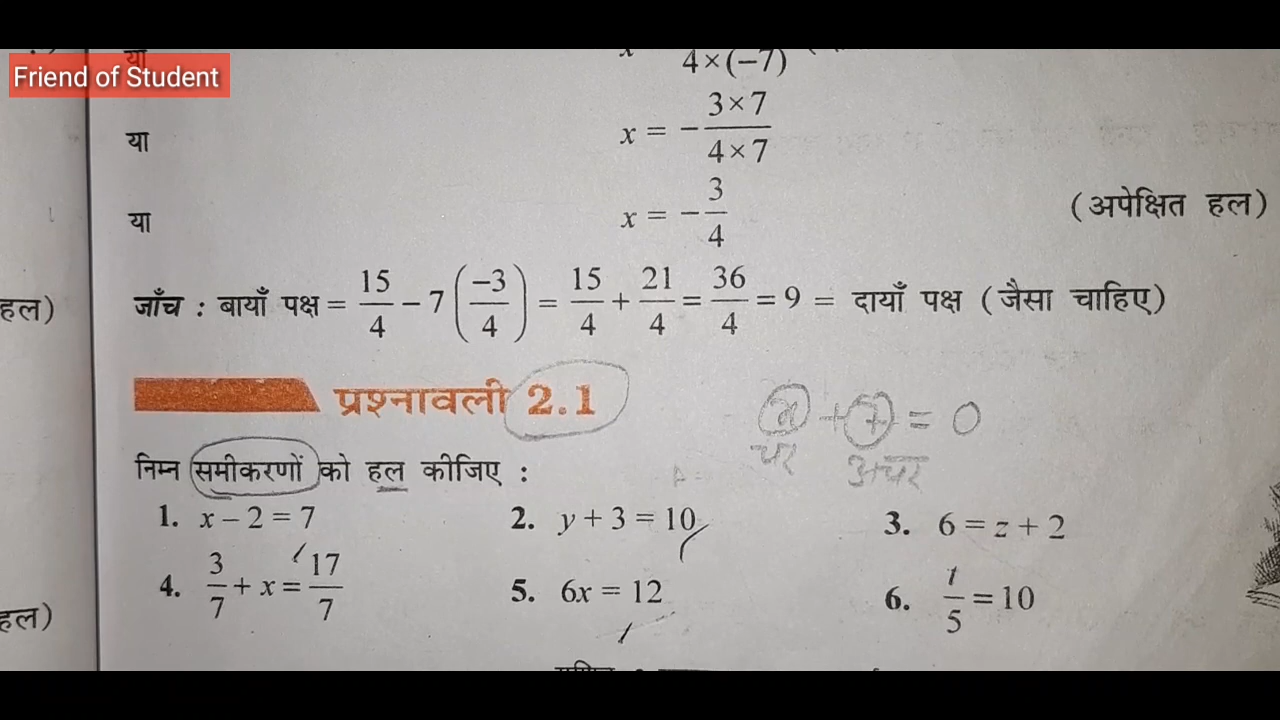 Friend of Student
या
4×(−7)
या x = −(3×7)/(4×7)
या x = −3/4 (अपेक्षित हल)
हल)
जाँच : बायाँ पक्ष = 15/4 − 7(−3/4) = 15/4 + 21/4 = 36/4 = 9 = दायाँ पक्ष (जैसा चाहिए)
प्रश्नावली 2.1
x + 7 = 0
चर अचर
निम्न समीकरणों को हल कीजिए :
1. x − 2 = 7 2. y + 3 = 10 3. 6 = z + 2
4. 3/7 + x = 17/7 5. 6x = 12 6. t/5 = 10
हल)